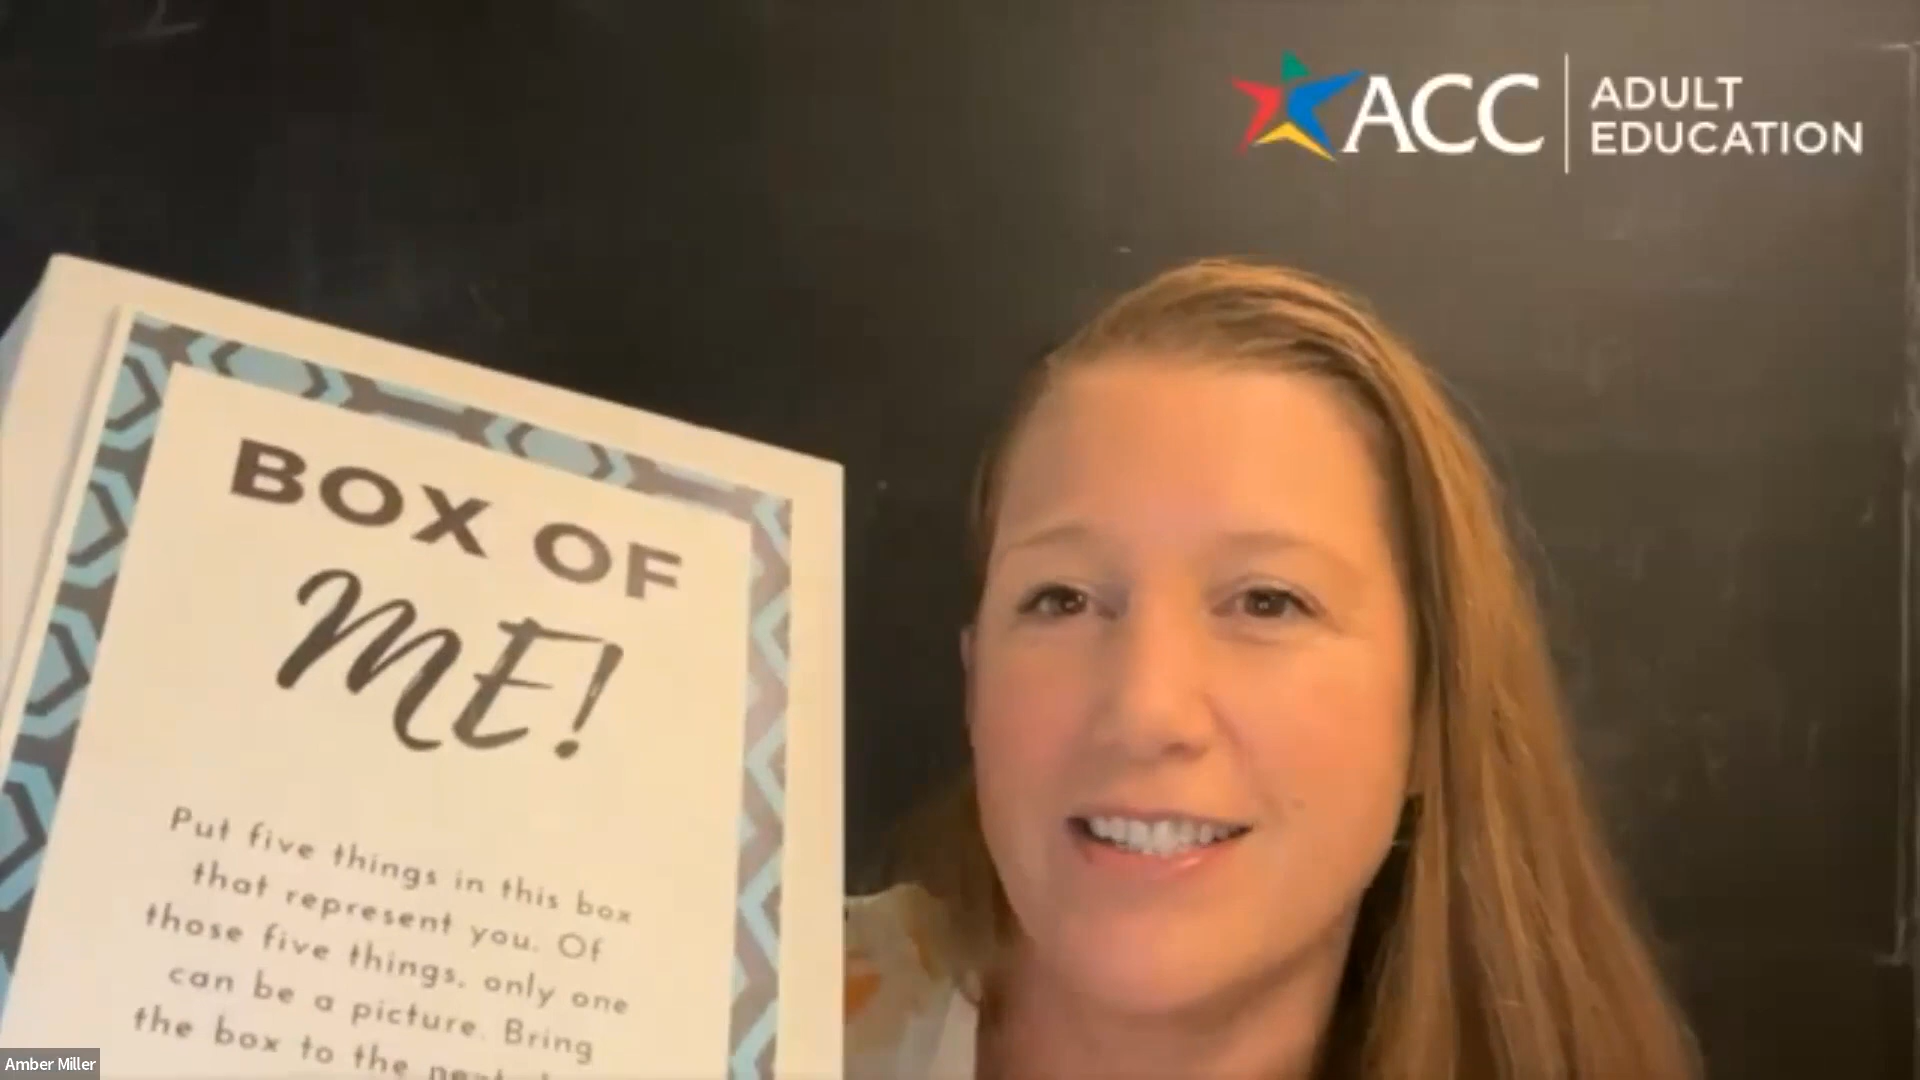 ACC
ADULT
EDUCATION
BOX OF
ME!
Put five things in this box
that represent you. Of
those five things, only one
can be a picture. Bring
the box to the
Amber Miller